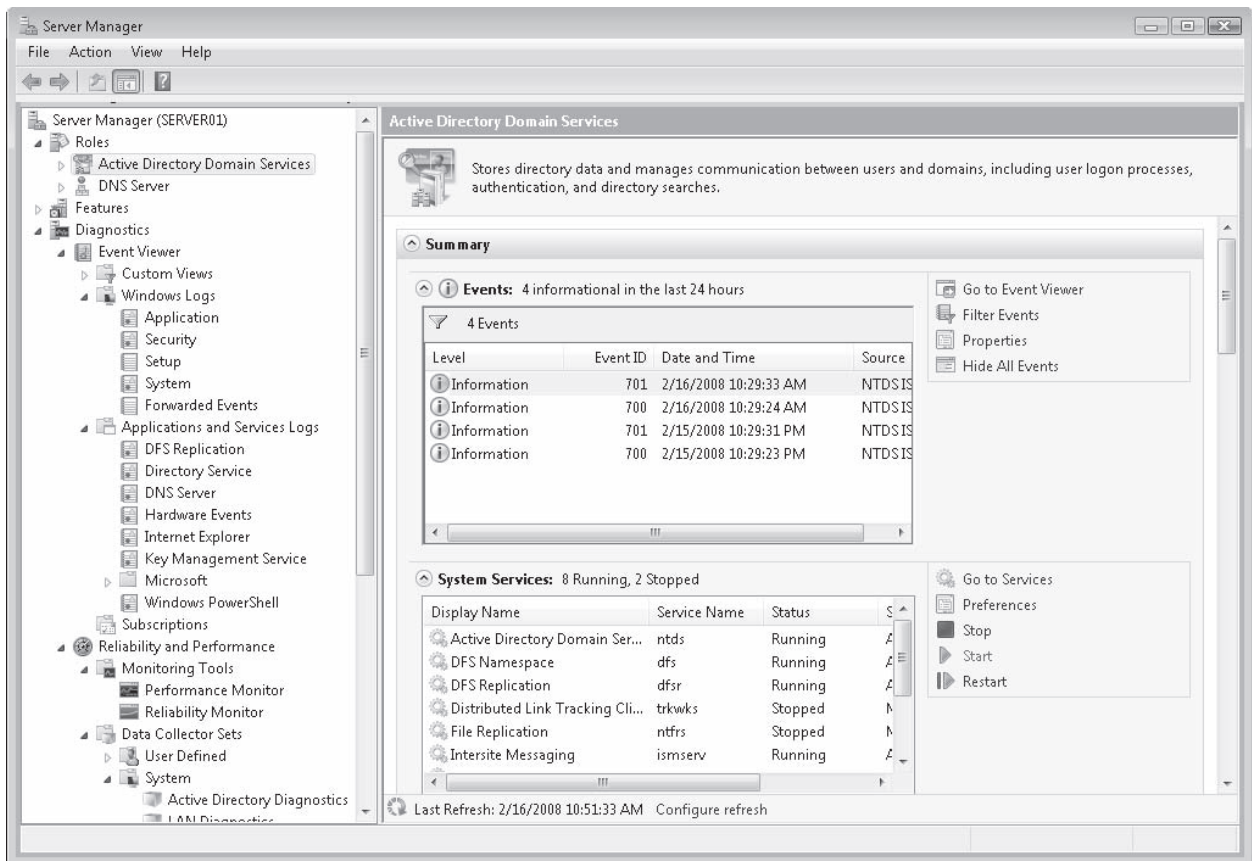 Server Manager
File Action View Help
Server Manager (SERVER01)
Roles
Active Directory Domain Services
DNS Server
Features
Diagnostics
Event Viewer
Custom Views
Windows Logs
Application
Security
Setup
System
Forwarded Events
Applications and Services Logs
DFS Replication
Directory Service
DNS Server
Hardware Events
Internet Explorer
Key Management Service
Microsoft
Windows PowerShell
Subscriptions
Reliability and Performance
Monitoring Tools
Performance Monitor
Reliability Monitor
Data Collector Sets
User Defined
System
Active Directory Diagnostics
LAN Diagnostics
Active Directory Domain Services
Stores directory data and manages communication between users and domains, including user logon processes,
authentication, and directory searches.
Summary
Events: 4 informational in the last 24 hours
4 Events
Level Event ID Date and Time Source
Information 701 2/16/2008 10:29:33 AM NTDS IS
Information 700 2/16/2008 10:29:24 AM NTDS IS
Information 701 2/15/2008 10:29:31 PM NTDS IS
Information 700 2/15/2008 10:29:23 PM NTDS IS
Go to Event Viewer
Filter Events
Properties
Hide All Events
System Services: 8 Running, 2 Stopped
Display Name Service Name Status S
Active Directory Domain Ser... ntds Running A
DFS Namespace dfs Running A
DFS Replication dfsr Running A
Distributed Link Tracking Cli... trkwks Stopped M
File Replication ntfrs Stopped M
Intersite Messaging ismserv Running A
Go to Services
Preferences
Stop
Start
Restart
Last Refresh: 2/16/2008 10:51:33 AM Configure refresh